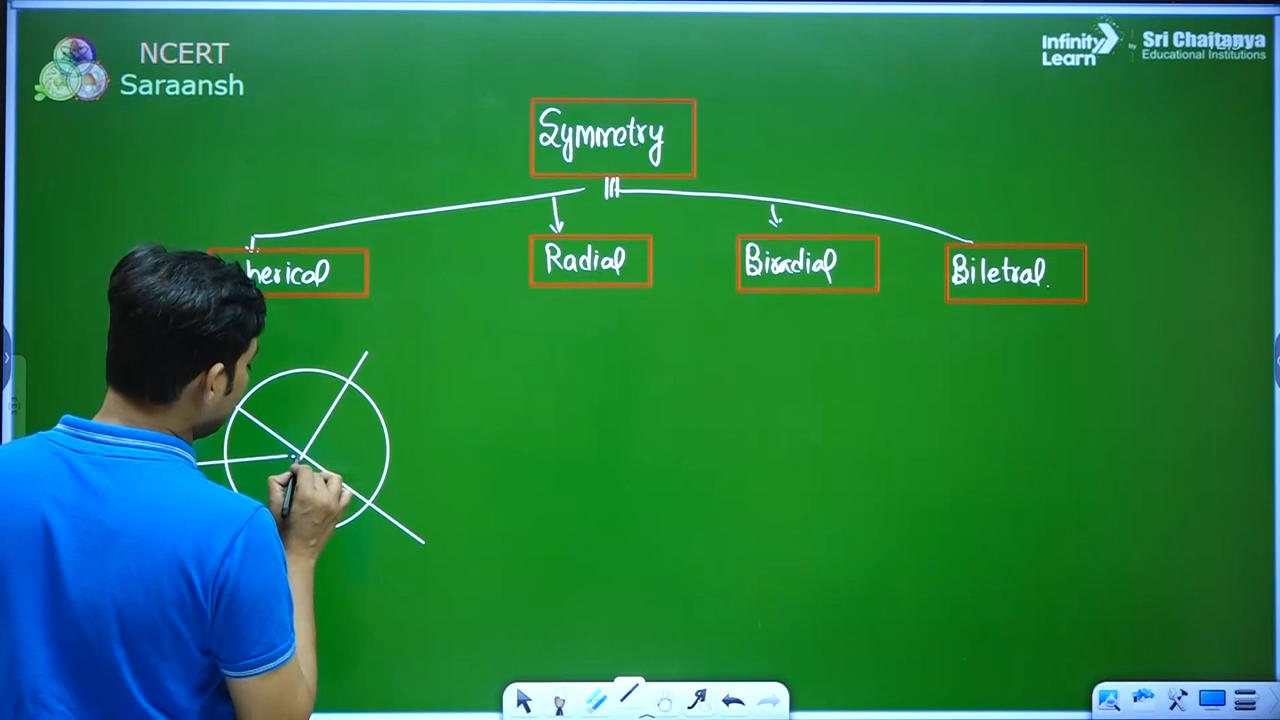 NCERT
Saraansh
Infinity
Learn
by
Sri Chaitanya
Educational Institutions
Symmetry
herical
Radial
Biradial
Biletral.